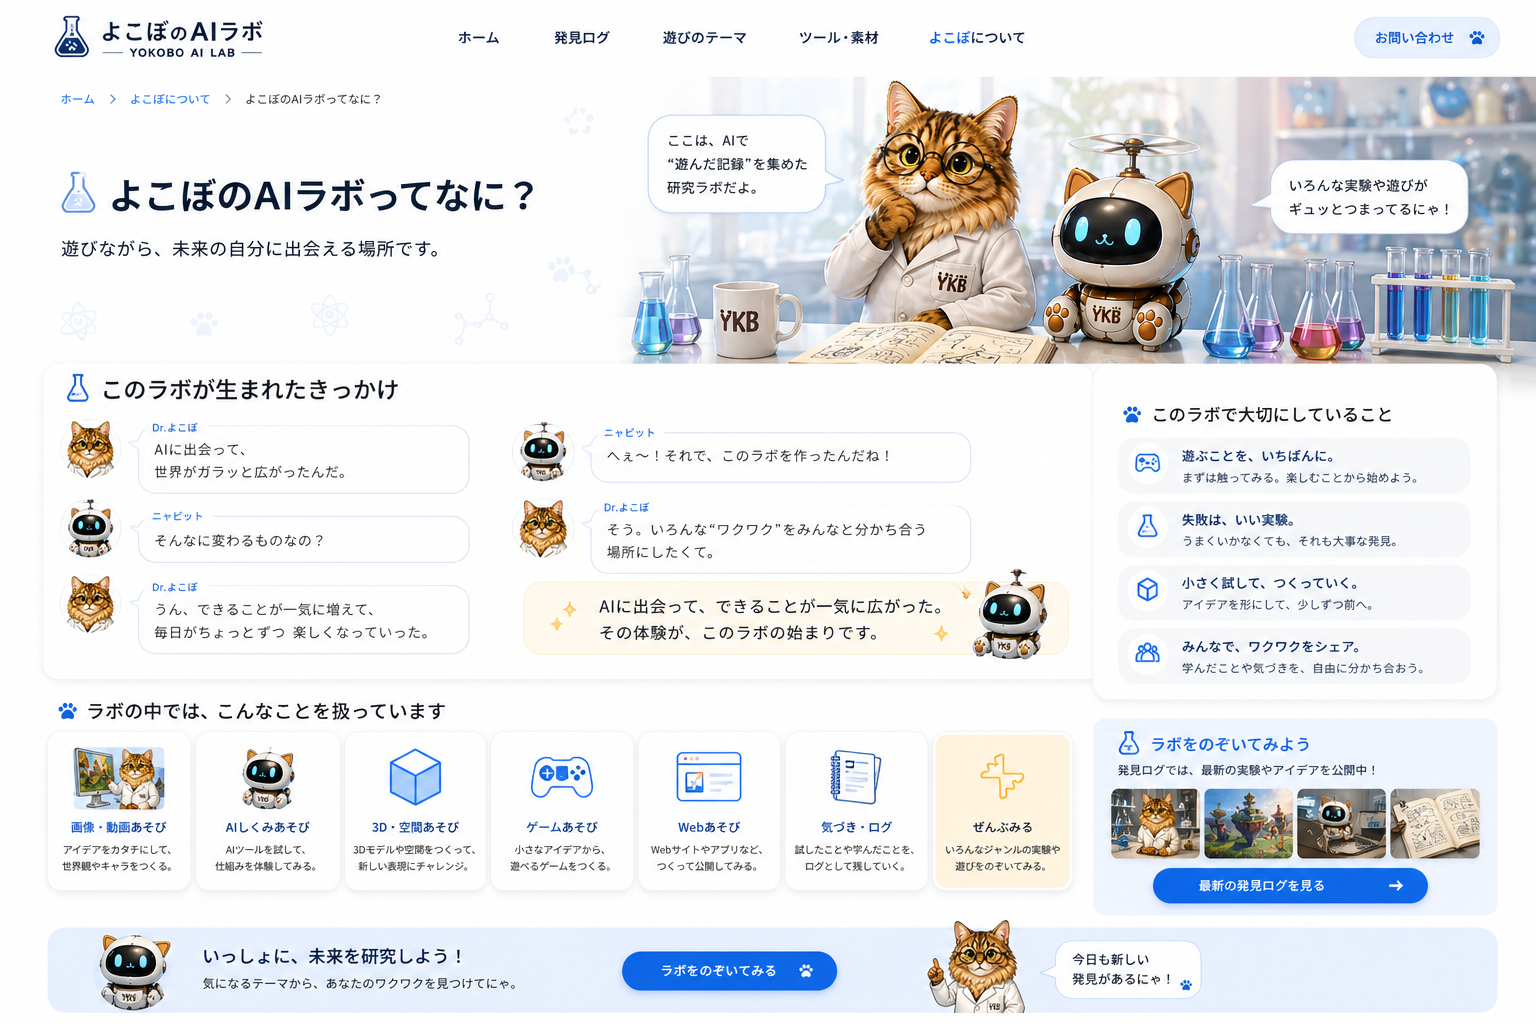 よこぼのAIラボ
YOKOBO AI LAB
ホーム
発見ログ
遊びのテーマ
ツール・素材
よこぼについて
お問い合わせ
ホーム > よこぼについて > よこぼのAIラボってなに？
よこぼのAIラボってなに？
遊びながら、未来の自分に出会える場所です。
ここは、AIで
“遊んだ記録”を集めた
研究ラボだよ。
いろんな実験や遊びが
ギュッとつまってるにゃ！
YKB
YKB
YKB
このラボが生まれたきっかけ
Dr.よこぼ
AIに出会って、
世界がガラッと広がったんだ。
ニャビット
そんなに変わるものなの？
Dr.よこぼ
うん、できることが一気に増えて、
毎日がちょっとずつ 楽しくなっていった。
ニャビット
へぇ〜！それで、このラボを作ったんだね！
Dr.よこぼ
そう。いろんな“ワクワク”をみんなと分かち合う
場所にしたくて。
AIに出会って、できることが一気に広がった。
その体験が、このラボの始まりです。
YKB
このラボで大切にしていること
遊ぶことを、いちばんに。
まずは触ってみる。楽しむことから始めよう。
失敗は、いい実験。
うまくいかなくても、それも大事な発見。
小さく試して、つくっていく。
アイデアを形にして、少しずつ前へ。
みんなで、ワクワクをシェア。
学んだことや気づきを、自由に分かち合おう。
ラボの中では、こんなことを扱っています
画像・動画あそび
アイデアをカタチにして、
世界観やキャラをつくる。
AIしくみあそび
AIツールを試して、
仕組みを体験してみる。
3D・空間あそび
3Dモデルや空間をつくって、
新しい表現にチャレンジ。
ゲームあそび
小さなアイデアから、
遊べるゲームをつくる。
Webあそび
Webサイトやアプリなど、
つくって公開してみる。
気づき・ログ
試したことや学んだことを、
ログとして残していく。
ぜんぶみる
いろんなジャンルの実験や
遊びをのぞいてみる。
ラボをのぞいてみよう
発見ログでは、最新の実験やアイデアを公開中！
最新の発見ログを見る
いっしょに、未来を研究しよう！
気になるテーマから、あなたのワクワクを見つけてにゃ。
ラボをのぞいてみる
YKB
今日も新しい
発見があるにゃ！